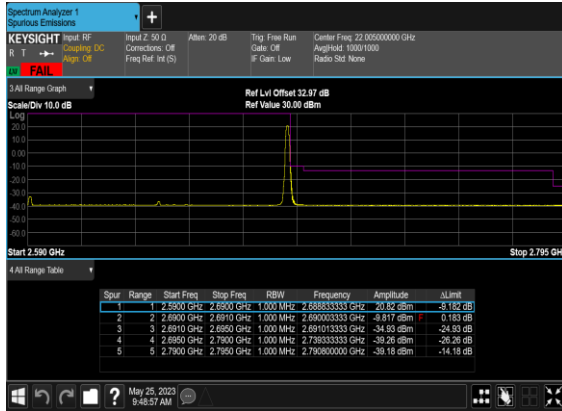 Spectrum Analyzer 1
Spurious Emissions
+
KEYSIGHT
R T
LU FAIL
Input: RF
Coupling: DC
Align: Off
Input Z: 50 Ω
Corrections: Off
Freq Ref: Int (S)
Atten: 20 dB
Trig: Free Run
Gate: Off
IF Gain: Low
Center Freq: 22.005000000 GHz
Avg|Hold: 1000/1000
Radio Std: None
3 All Range Graph
Scale/Div 10.0 dB
Ref Lvl Offset 32.97 dB
Ref Value 30.00 dBm
Log
20.0
10.0
0.00
-10.0
-20.0
-30.0
-40.0
-50.0
-60.0
Start 2.590 GHz
Stop 2.795 GH
4 All Range Table
Spur Range Start Freq Stop Freq RBW Frequency Amplitude ΔLimit
1 1 2.5900 GHz 2.6900 GHz 1.000 MHz 2.688833333 GHz 20.82 dBm -9.182 dB
2 2 2.6900 GHz 2.6910 GHz 1.000 MHz 2.690003333 GHz -9.817 dBm F 0.183 dB
3 3 2.6910 GHz 2.6950 GHz 1.000 MHz 2.691013333 GHz -34.93 dBm -24.93 dB
4 4 2.6950 GHz 2.7900 GHz 1.000 MHz 2.739333333 GHz -39.26 dBm -26.26 dB
5 5 2.7900 GHz 2.7950 GHz 1.000 MHz 2.790800000 GHz -39.18 dBm -14.18 dB
?
May 25, 2023
9:48:57 AM